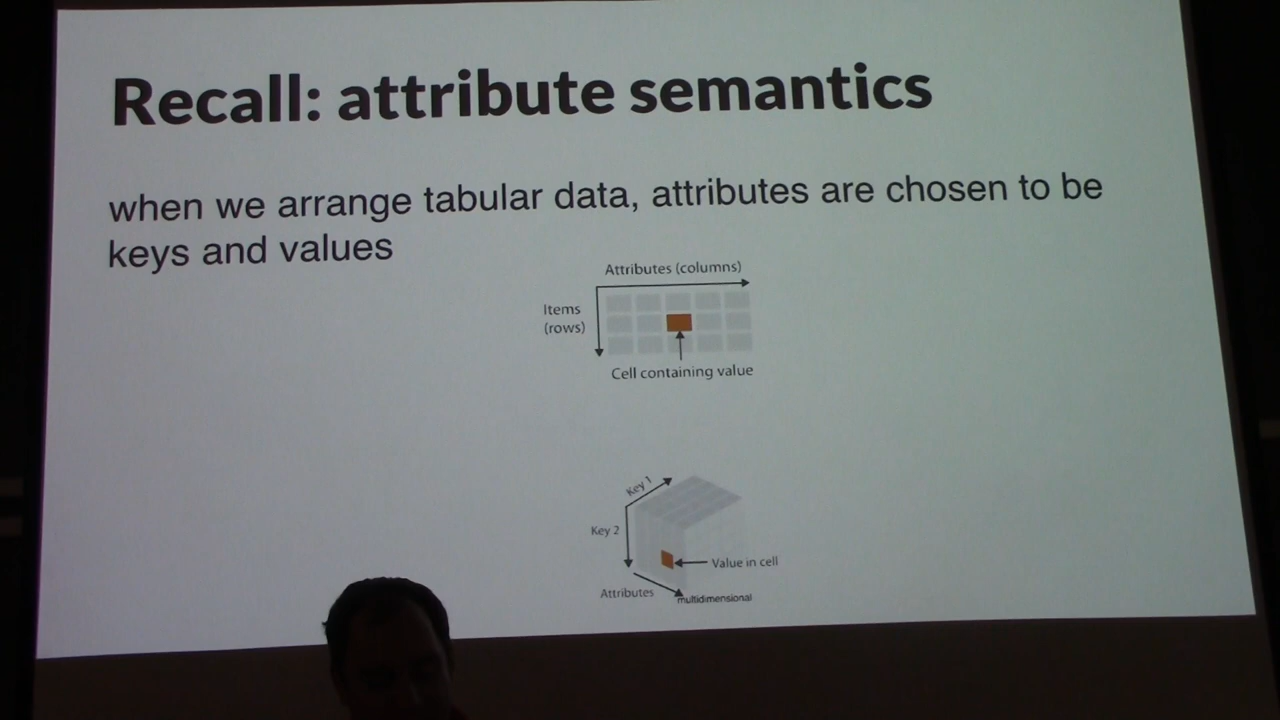 Recall: attribute semantics
when we arrange tabular data, attributes are chosen to be
keys and values
Attributes (columns)
Items
(rows)
Cell containing value
Key 1
Key 2
Value in cell
Attributes
multidimensional